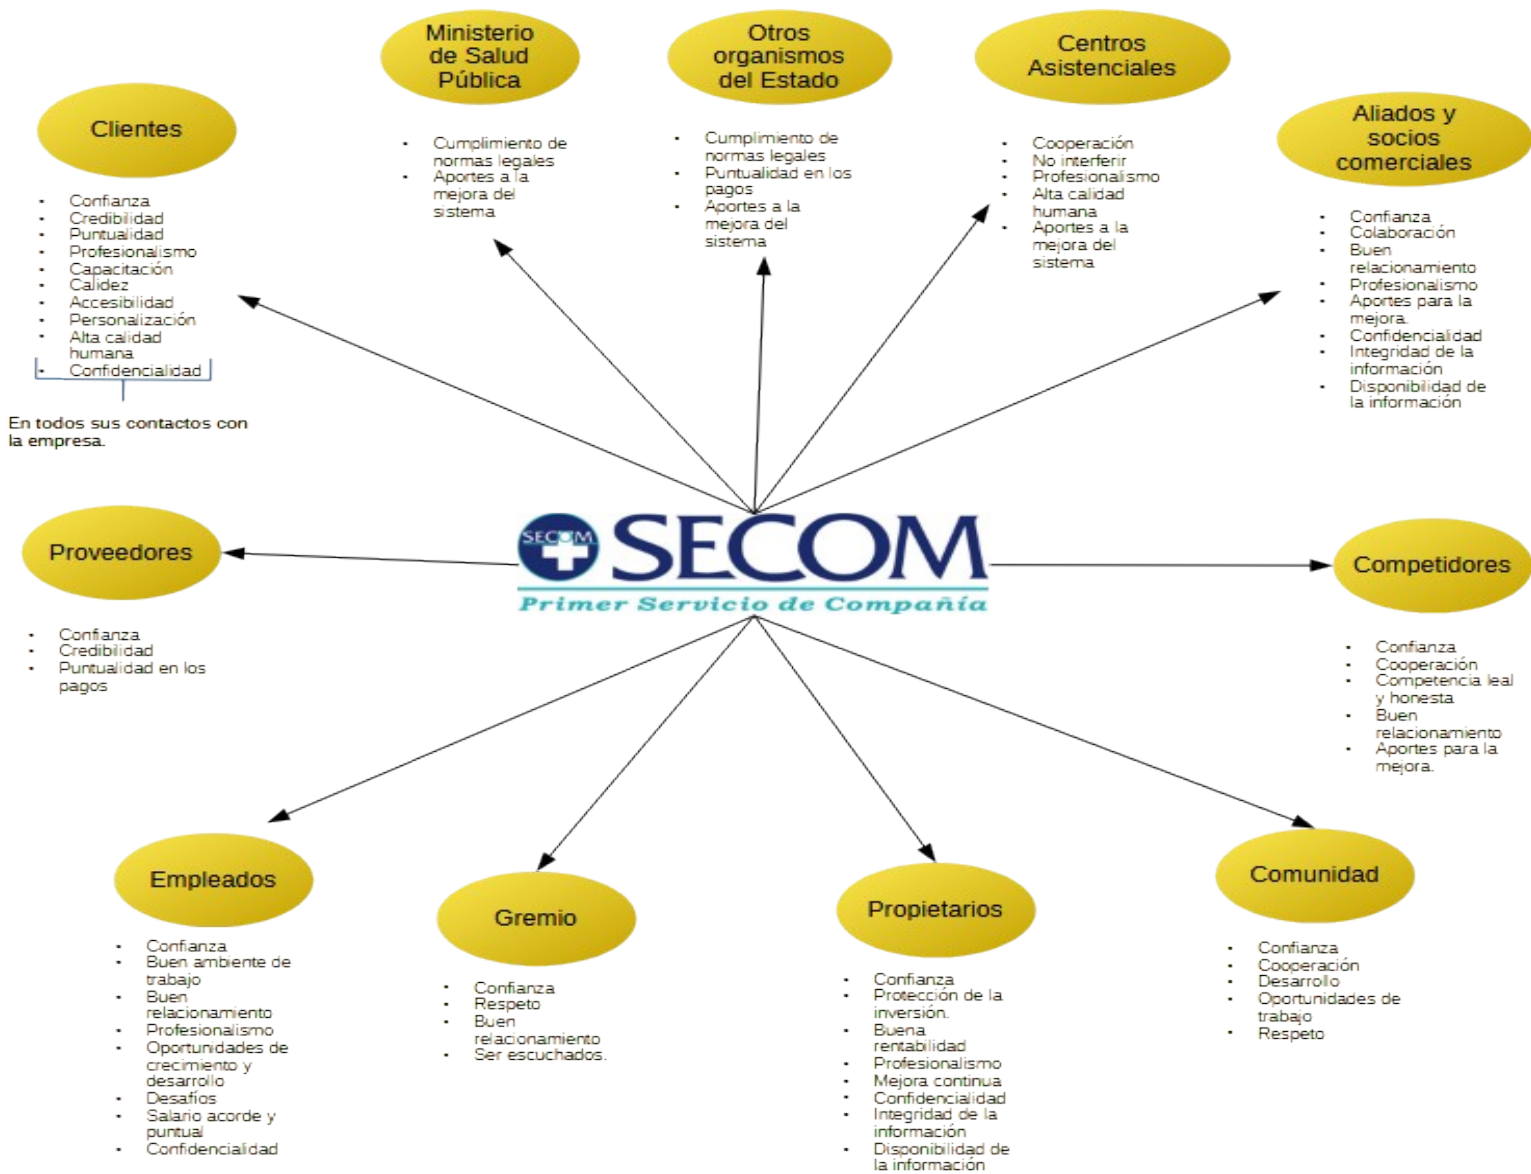 Ministerio
de Salud
Pública
• Cumplimiento de
normas legales
• Aportes a la
mejora del
sistema
Otros
organismos
del Estado
• Cumplimiento de
normas legales
• Puntualidad en los
pagos
• Aportes a la
mejora del
sistema
Centros
Asistenciales
• Cooperación
• No interferir
• Profesionalismo
• Alta calidad
humana
• Aportes a la
mejora del
sistema
Clientes
• Confianza
• Credibilidad
• Puntualidad
• Profesionalismo
• Capacitación
• Calidez
• Accesibilidad
• Personalización
• Alta calidad
humana
• Confidencialidad
En todos sus contactos con
la empresa.
Aliados y
socios
comerciales
• Confianza
• Colaboración
• Buen
relacionamiento
• Profesionalismo
• Aportes para la
mejora.
• Confidencialidad
• Integridad de la
información
• Disponibilidad de
la información
Proveedores
• Confianza
• Credibilidad
• Puntualidad en los
pagos
SECOM
SECOM
Primer Servicio de Compañía
Competidores
• Confianza
• Cooperación
• Competencia leal
y honesta
• Buen
relacionamiento
• Aportes para la
mejora.
Empleados
• Confianza
• Buen ambiente de
trabajo
• Buen
relacionamiento
• Profesionalismo
• Oportunidades de
crecimiento y
desarrollo
• Desafíos
• Salario acorde y
puntual
• Confidencialidad
Gremio
• Confianza
• Respeto
• Buen
relacionamiento
• Ser escuchados.
Propietarios
• Confianza
• Protección de la
inversión.
• Buena
rentabilidad
• Profesionalismo
• Mejora continua
• Confidencialidad
• Integridad de la
información
• Disponibilidad de
la información
Comunidad
• Confianza
• Cooperación
• Desarrollo
• Oportunidades de
trabajo
• Respeto